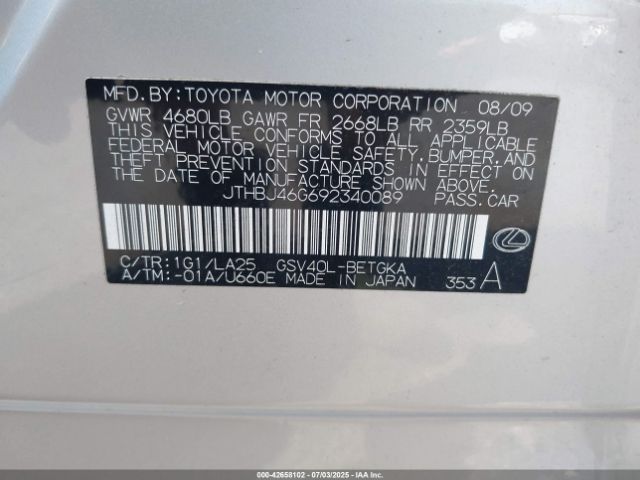 MFD. BY: TOYOTA MOTOR CORPORATION 08/09
GVWR 4680LB GAWR FR 2668LB RR 2359LB
THIS VEHICLE CONFORMS TO ALL APPLICABLE
FEDERAL MOTOR VEHICLE SAFETY, BUMPER, AND
THEFT PREVENTION STANDARDS IN EFFECT ON
THE DATE OF MANUFACTURE SHOWN ABOVE.
JTHBJ46G692340089 PASS. CAR
C/TR: 1G1/LA25 GSV40L-BETGKA
A/TM: -01A/U660E MADE IN JAPAN 353 A
000-42658102 - 07/03/2025 - IAAI.CA